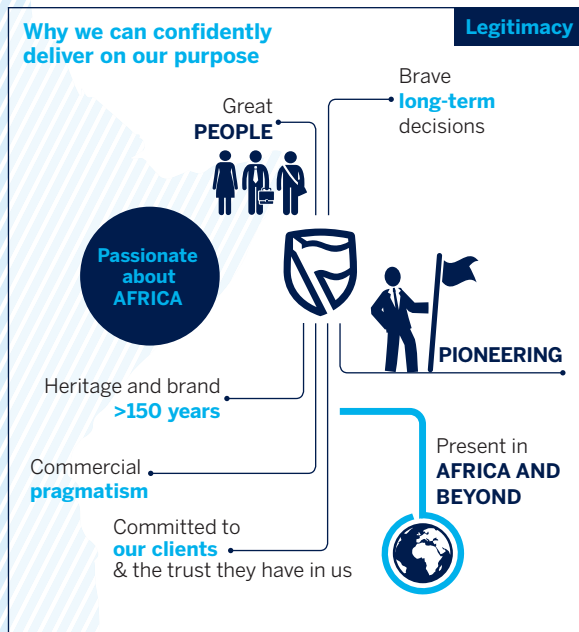 Why we can confidently
deliver on our purpose
Legitimacy
Great
PEOPLE
Brave
long-term
decisions
Passionate
about
AFRICA
PIONEERING
Heritage and brand
>150 years
Commercial
pragmatism
Present in
AFRICA AND
BEYOND
Committed to
our clients
& the trust they have in us